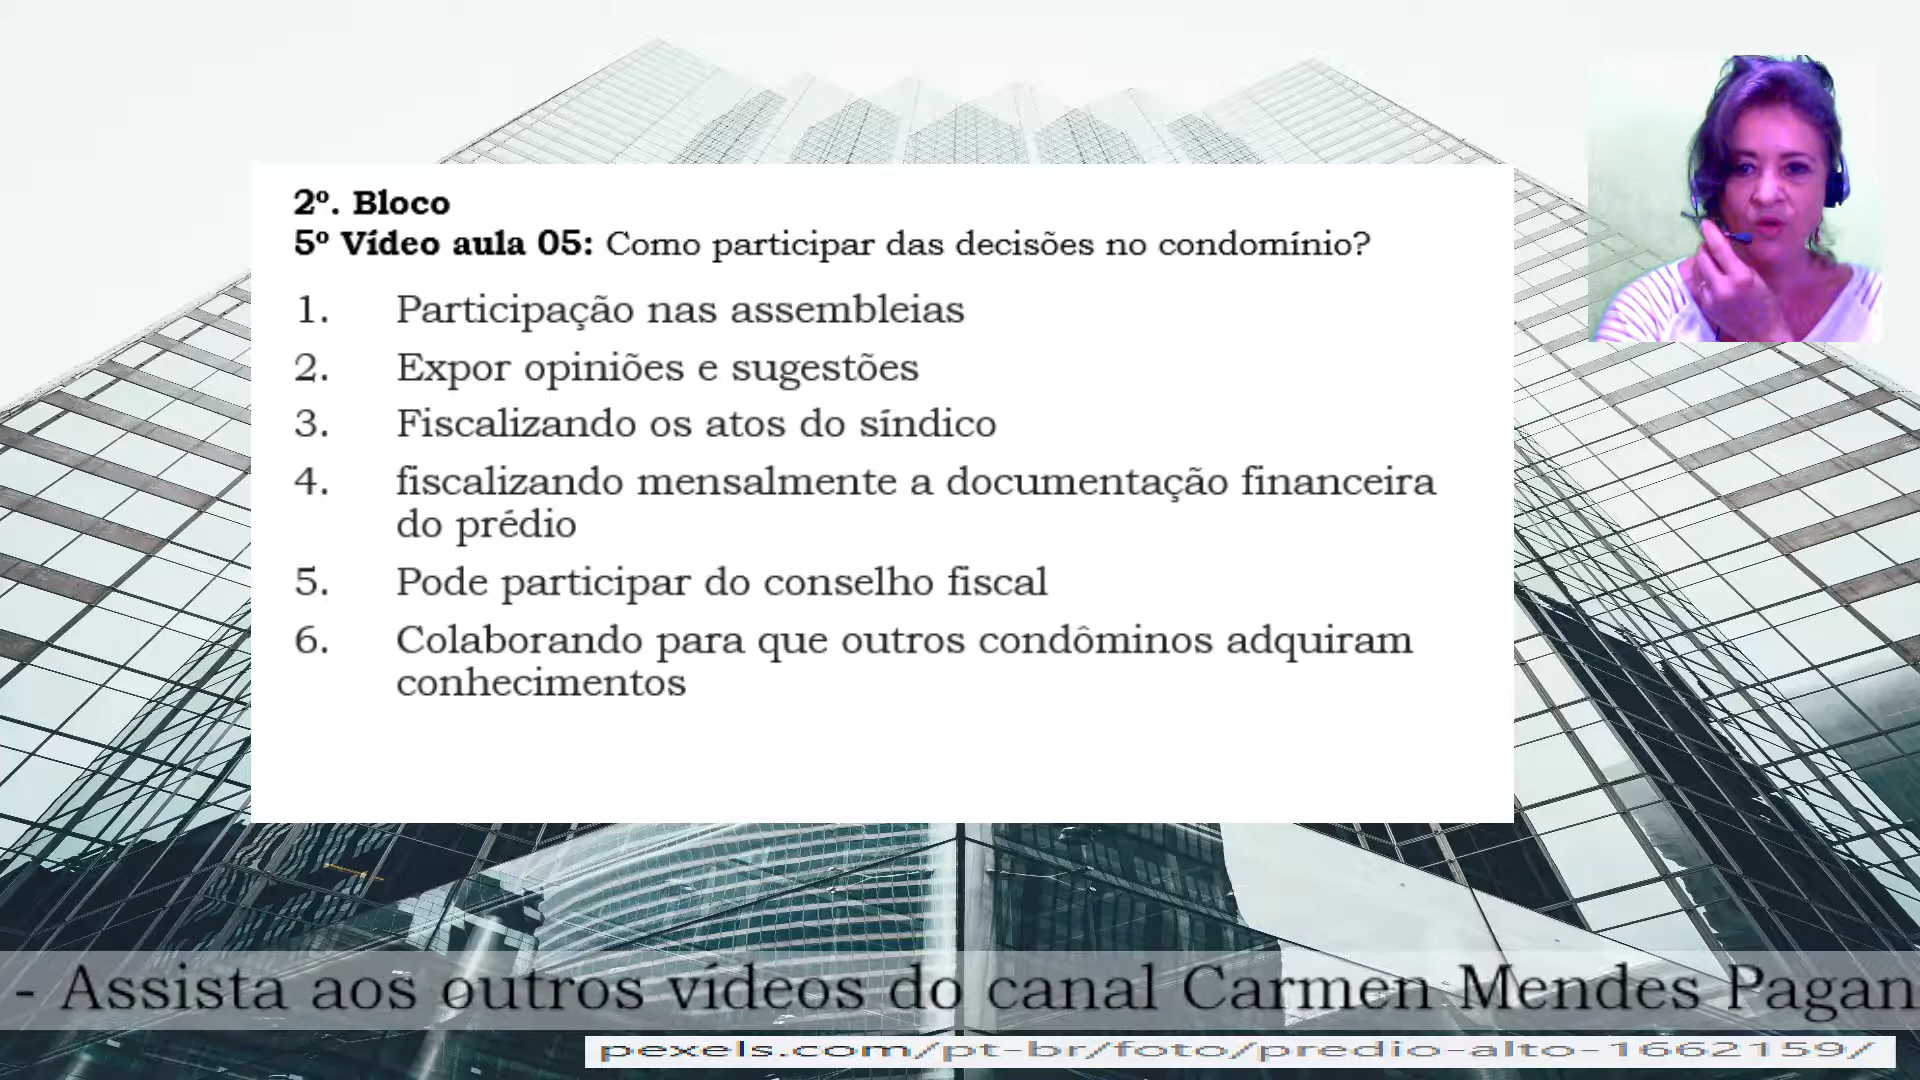 2º. Bloco
5º Vídeo aula 05: Como participar das decisões no condomínio?
1. Participação nas assembleias
2. Expor opiniões e sugestões
3. Fiscalizando os atos do síndico
4. fiscalizando mensalmente a documentação financeira
do prédio
5. Pode participar do conselho fiscal
6. Colaborando para que outros condôminos adquiram
conhecimentos
- Assista aos outros vídeos do canal Carmen Mendes Pagan
pexels.com/pt-br/foto/predio-alto-1662159/